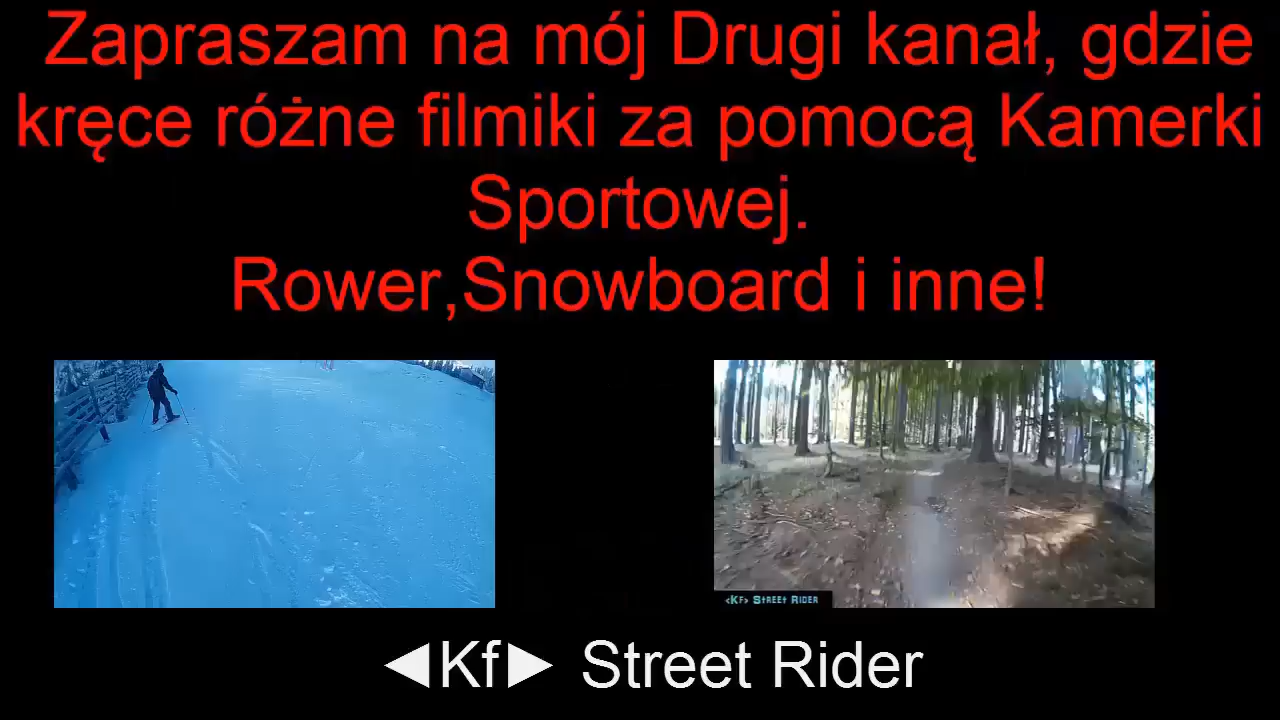 Zapraszam na mój Drugi kanał, gdzie
kręce różne filmiki za pomocą Kamerki
Sportowej.
Rower,Snowboard i inne!
<Kf> Street Rider
◄Kf► Street Rider